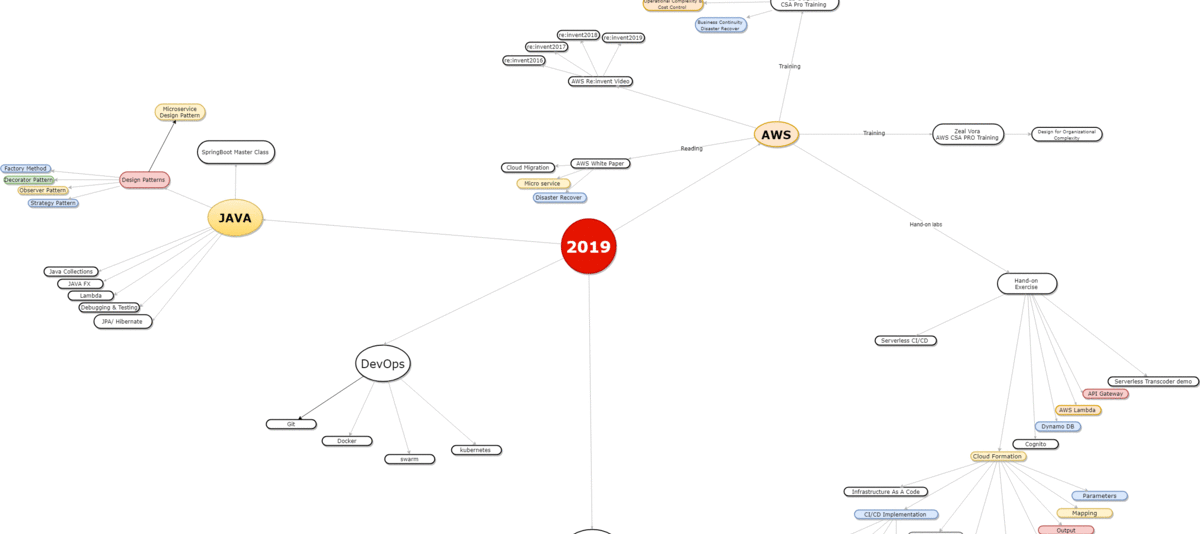 Operational Complexity &
Cost Control
CSA Pro Training
Business Continuity
Disaster Recover
re:invent2018
re:invent2019
re:invent2017
re:invent2016
AWS Re:invent Video
Training
Microservice
Design Pattern
AWS
Training
Zeal Vora
AWS CSA PRO Training
Design for Organizational
Complexity
SpringBoot Master Class
Reading
AWS White Paper
Cloud Migration
Micro service
Disaster Recover
Factory Method
Decorator Pattern
Observer Pattern
Strategy Pattern
Design Patterns
JAVA
2019
Hand-on labs
Java Collections
JAVA FX
Lambda
Debugging & Testing
JPA/ Hibernate
Hand-on
Exercise
Serverless CI/CD
DevOps
Serverless Transcoder demo
API Gateway
AWS Lambda
Dynamo DB
Cognito
Cloud Formation
Git
Docker
swarm
kubernetes
Infrastructure As A Code
CI/CD Implementation
Parameters
Mapping
Output